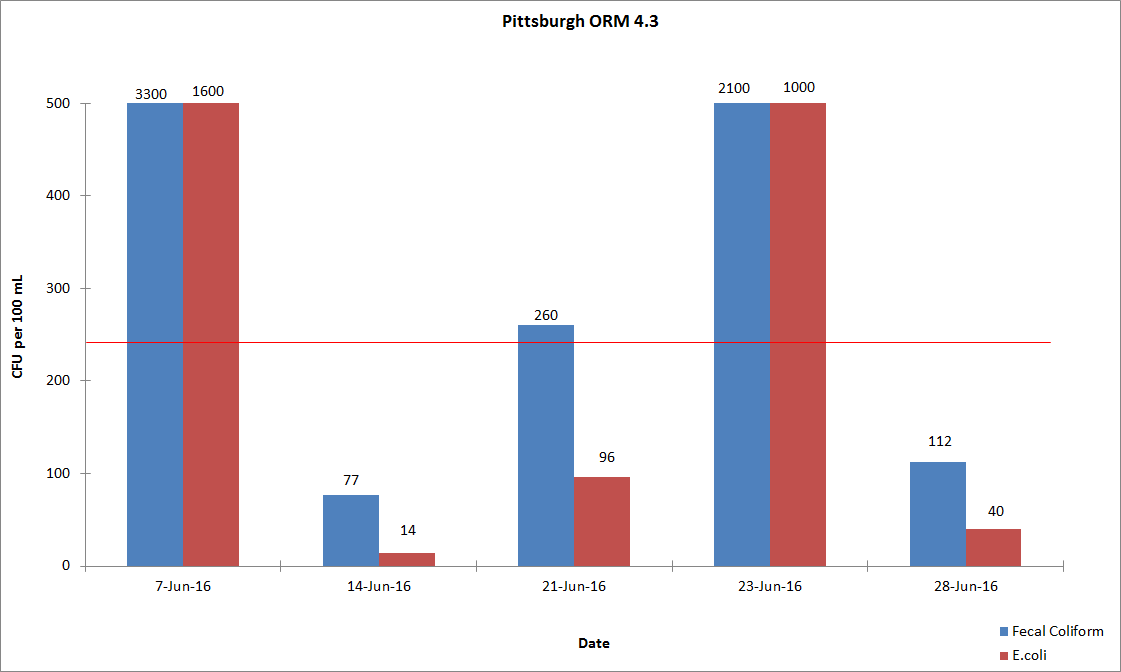 Pittsburgh ORM 4.3
3300
1600
2100
1000
500
400
300
200
100
0
CFU per 100 mL
260
112
96
77
40
14
7-Jun-16
14-Jun-16
21-Jun-16
23-Jun-16
28-Jun-16
Date
Fecal Coliform
E.coli